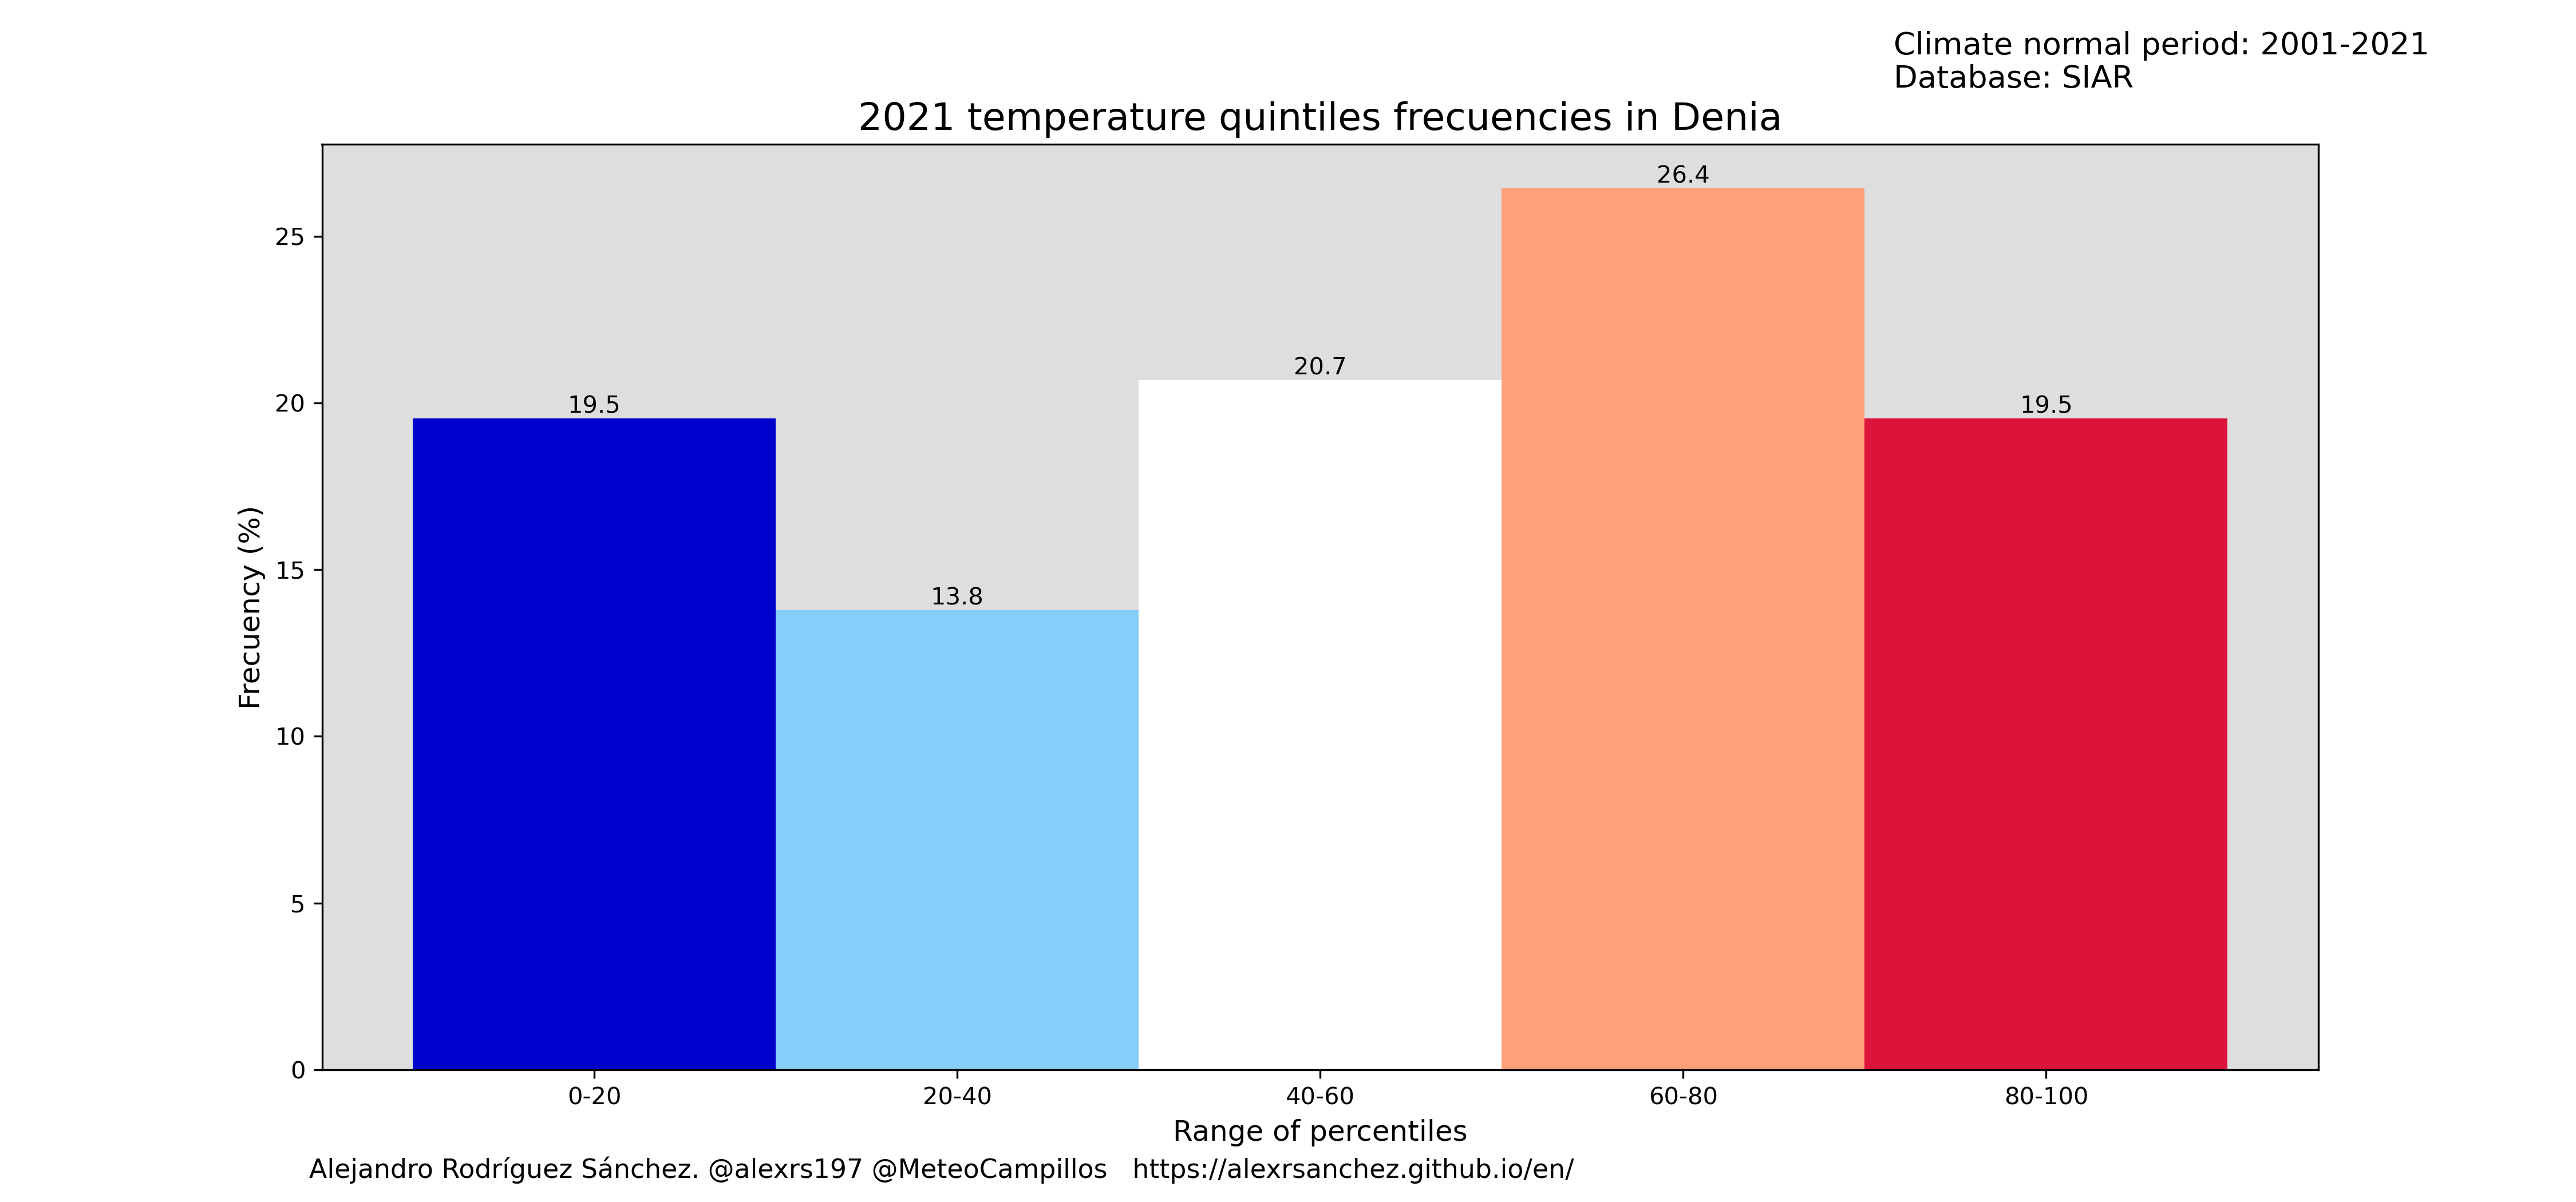 Climate normal period: 2001-2021
Database: SIAR
2021 temperature quintiles frecuencies in Denia
26.4
25
20.7
20
19.5
19.5
Frecuency (%)
15
13.8
10
5
0
0-20
20-40
40-60
60-80
80-100
Range of percentiles
Alejandro Rodríguez Sánchez. @alexrs197 @MeteoCampillos https://alexrsanchez.github.io/en/